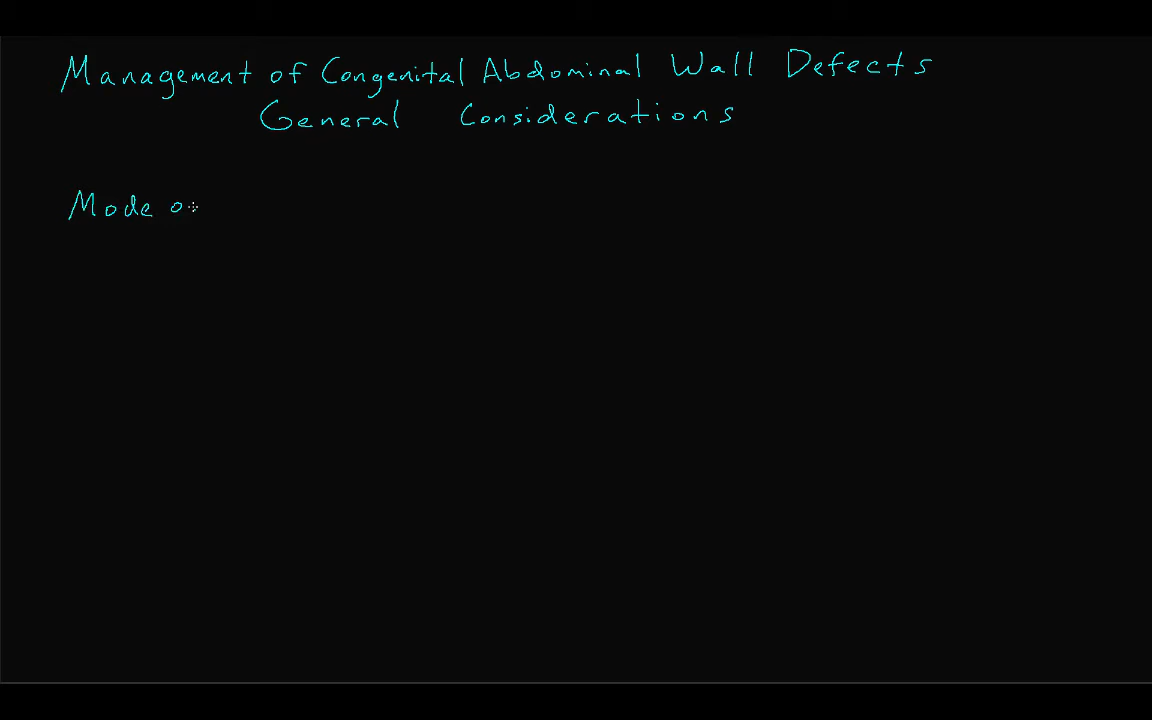 Management of Congenital Abdominal Wall Defects
General Considerations
Mode o